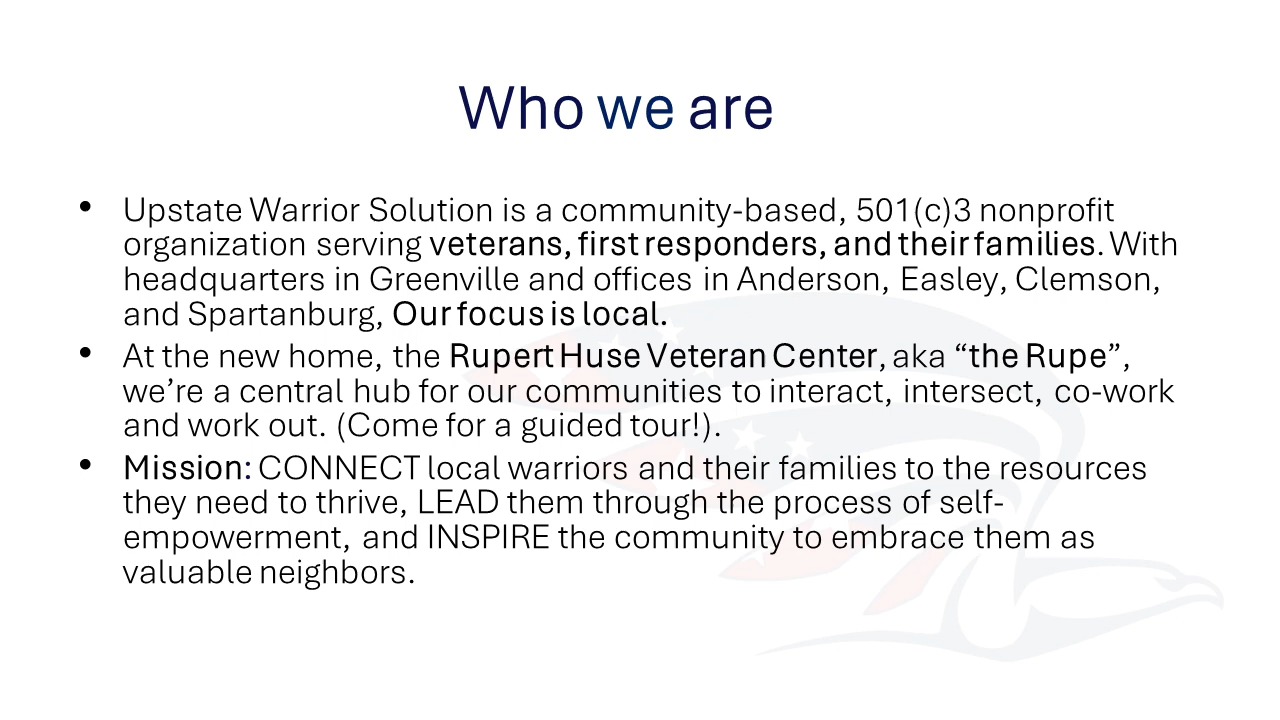 Who we are
• Upstate Warrior Solution is a community-based, 501(c)3 nonprofit
organization serving veterans, first responders, and their families. With
headquarters in Greenville and offices in Anderson, Easley, Clemson,
and Spartanburg, Our focus is local.
• At the new home, the Rupert Huse Veteran Center, aka “the Rupe”,
we’re a central hub for our communities to interact, intersect, co-work
and work out. (Come for a guided tour!).
• Mission: CONNECT local warriors and their families to the resources
they need to thrive, LEAD them through the process of self-
empowerment, and INSPIRE the community to embrace them as
valuable neighbors.